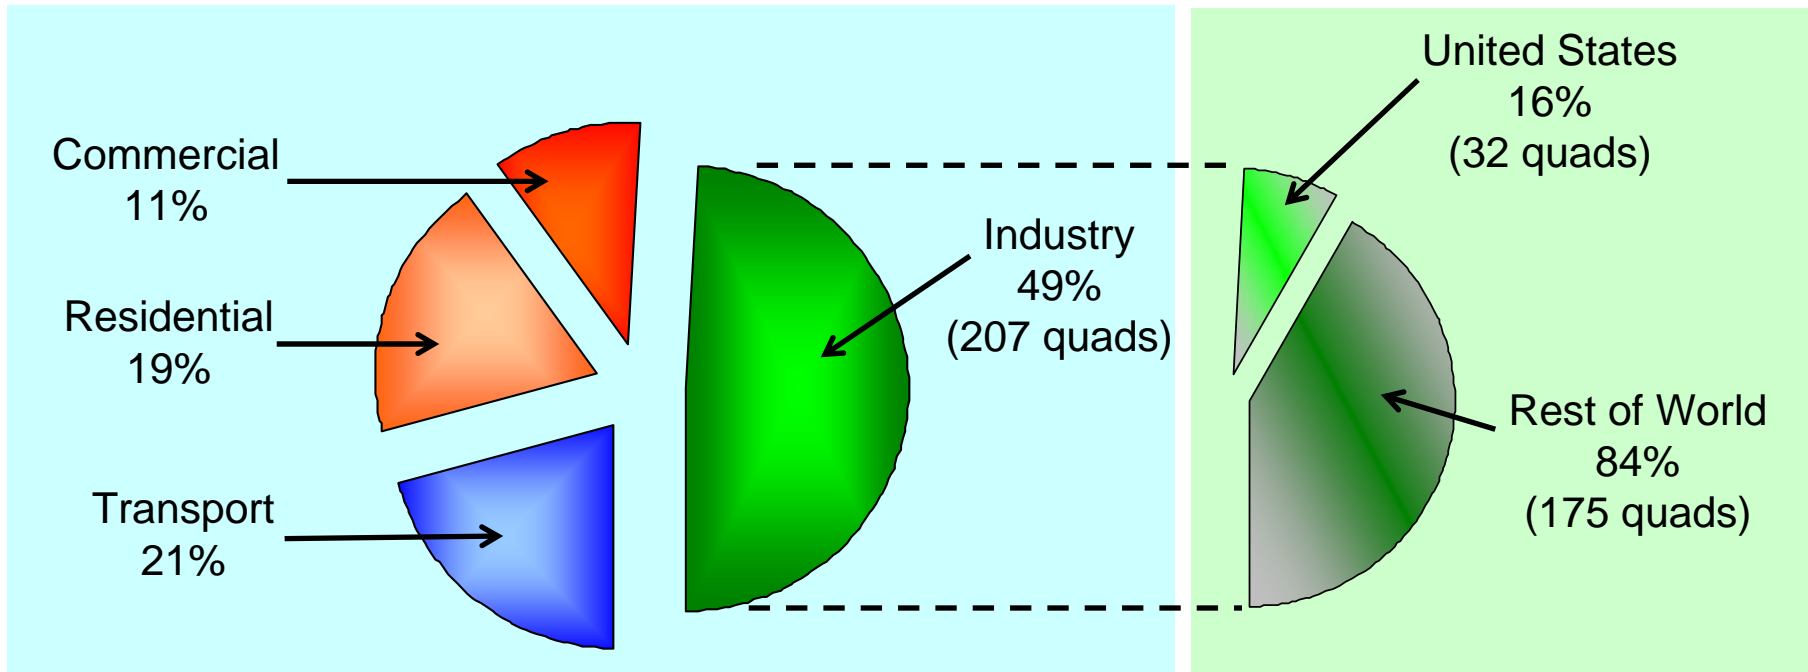 Commercial
11%
Residential
19%
Transport
21%
Industry
49%
(207 quads)
United States
16%
(32 quads)
Rest of World
84%
(175 quads)